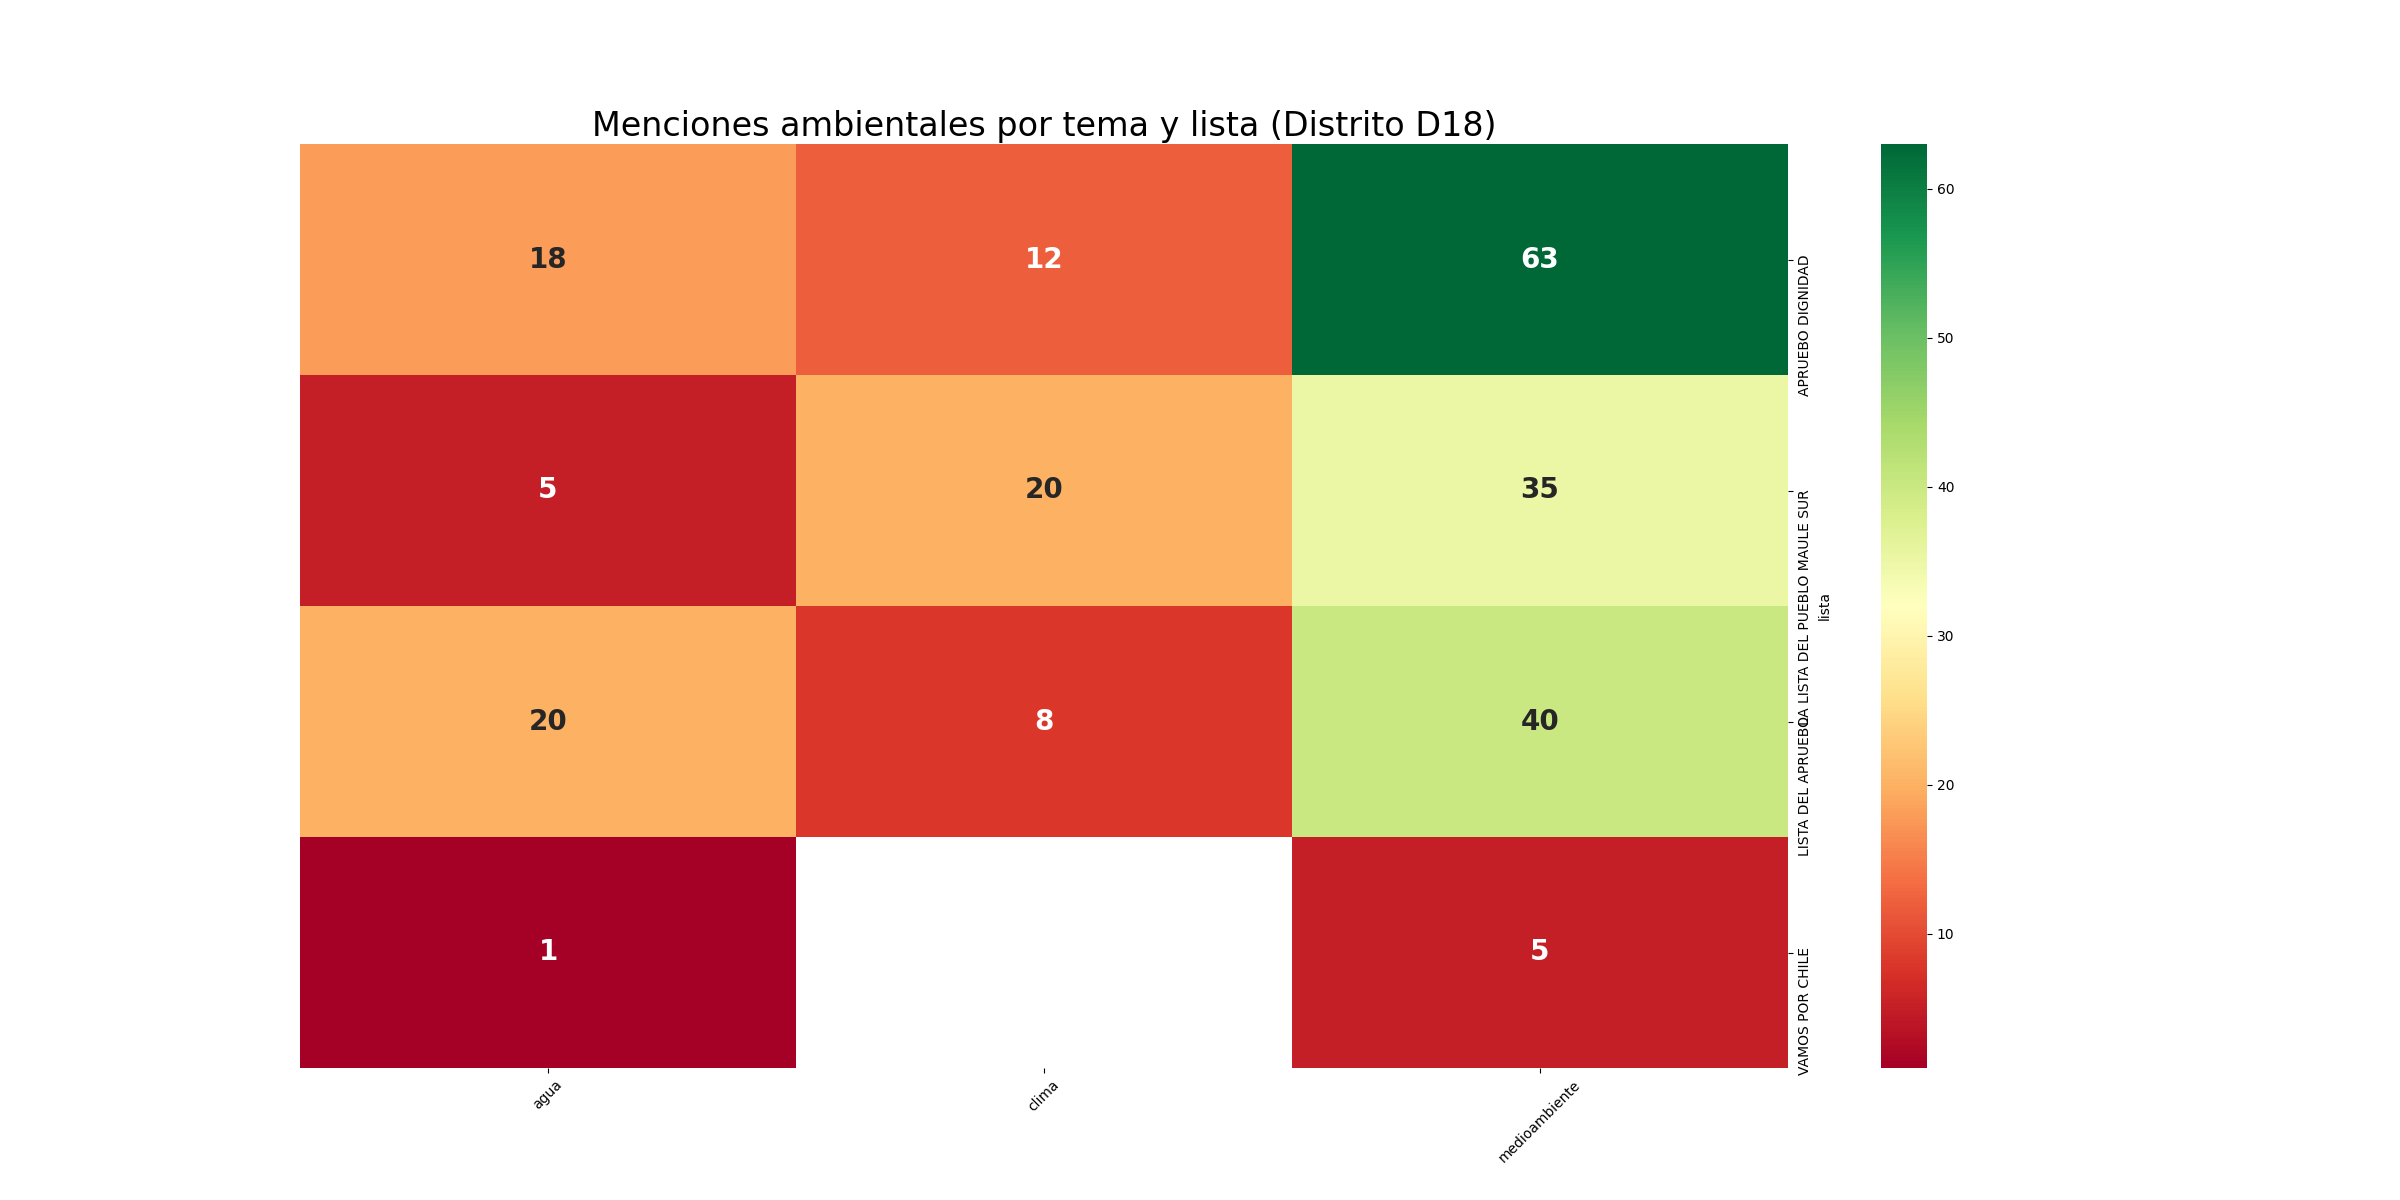 Menciones ambientales por tema y lista (Distrito D18)
18 12 63
5 20 35
20 8 40
1 5
APRUEBO DIGNIDAD
LA LISTA DEL PUEBLO MAULE SUR
LISTA DEL APRUEBO
VAMOS POR CHILE
lista
60
50
40
30
20
10
agua
clima
medioambiente